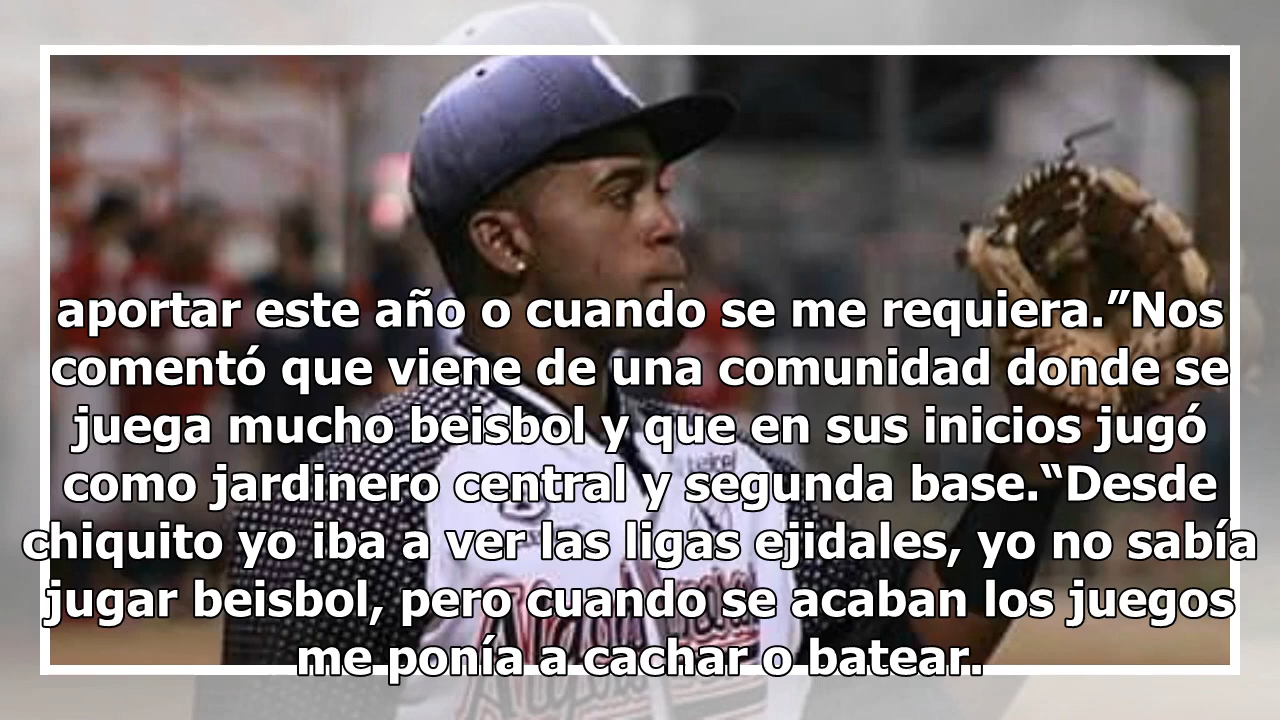 aportar este año o cuando se me requiera.”Nos
comentó que viene de una comunidad donde se
juega mucho beisbol y que en sus inicios jugó
como jardinero central y segunda base.“Desde
chiquito yo iba a ver las ligas ejidales, yo no sabía
jugar beisbol, pero cuando se acaban los juegos
me ponía a cachar o batear.